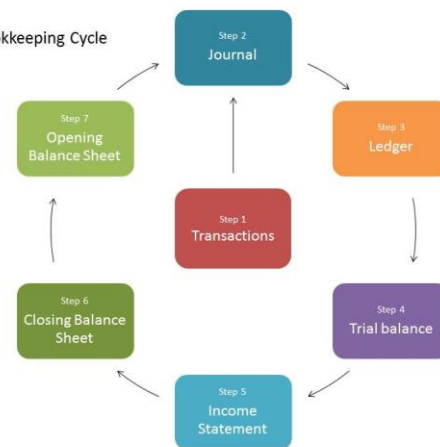 okkeeping Cycle
Step 2
Journal
Step 7
Opening
Balance Sheet
Step 3
Ledger
Step 1
Transactions
Step 6
Closing Balance
Sheet
Step 4
Trial balance
Step 5
Income
Statement